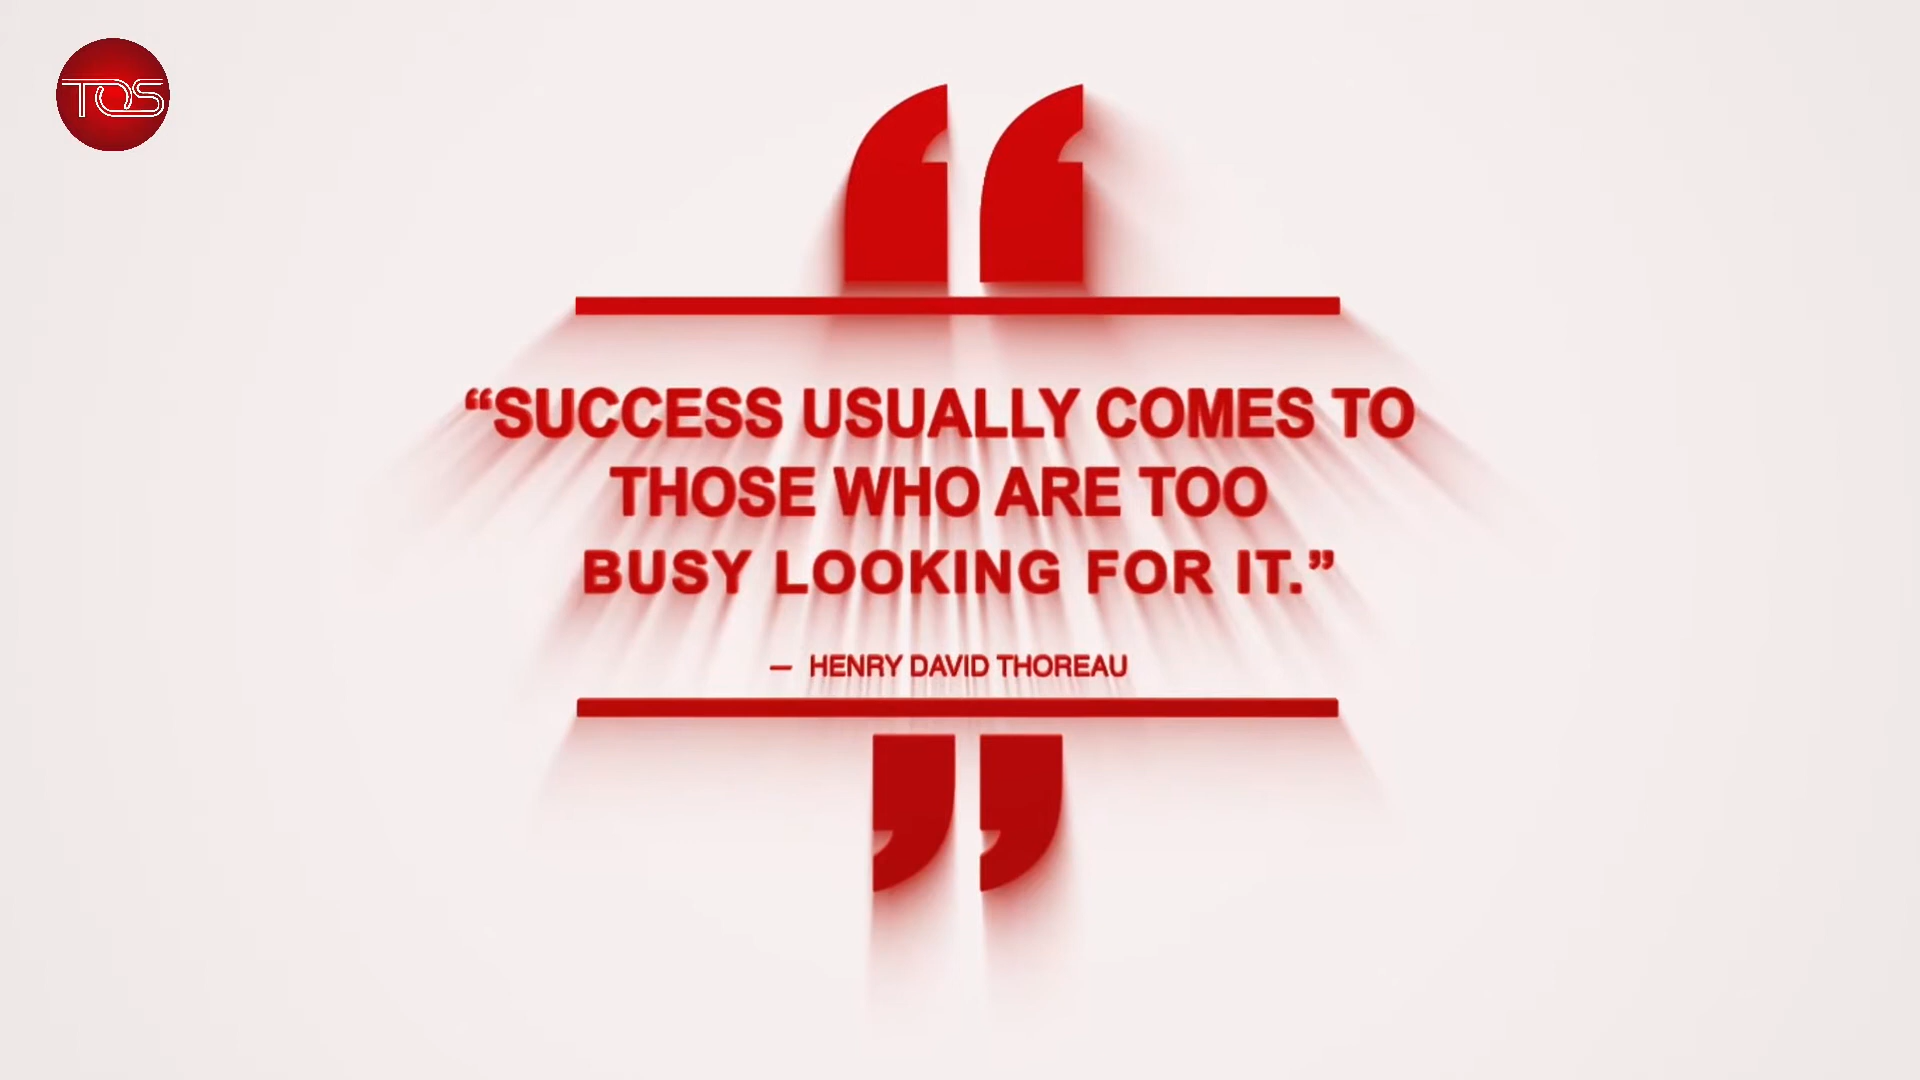 TQS
“SUCCESS USUALLY COMES TO
THOSE WHO ARE TOO
BUSY LOOKING FOR IT.”
— HENRY DAVID THOREAU